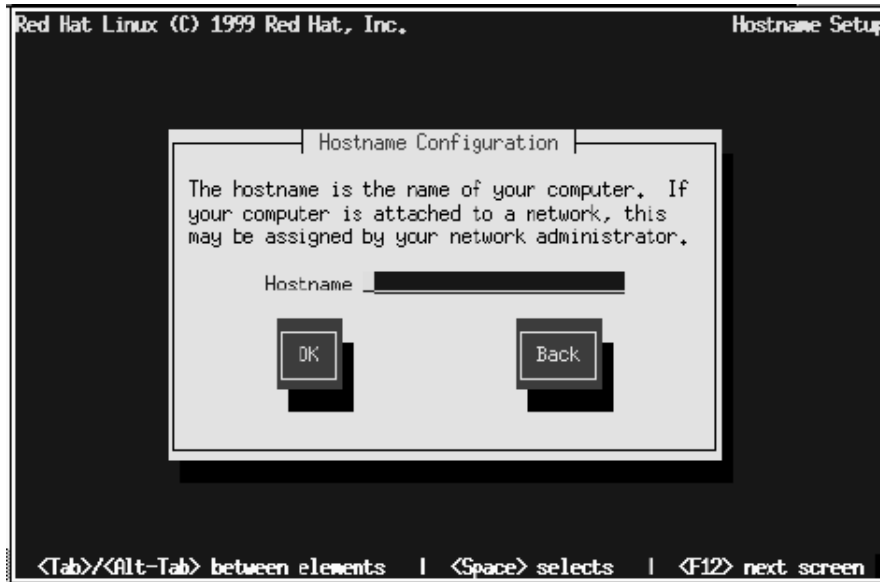 Red Hat Linux (C) 1999 Red Hat, Inc. Hostname Setup
Hostname Configuration
The hostname is the name of your computer. If
your computer is attached to a network, this
may be assigned by your network administrator.
Hostname _
OK Back
<Tab>/<Alt-Tab> between elements | <Space> selects | <F12> next screen